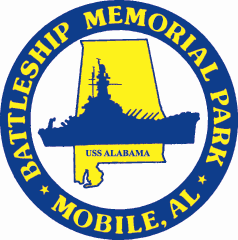 BATTLESHIP MEMORIAL PARK
USS ALABAMA
MOBILE, AL